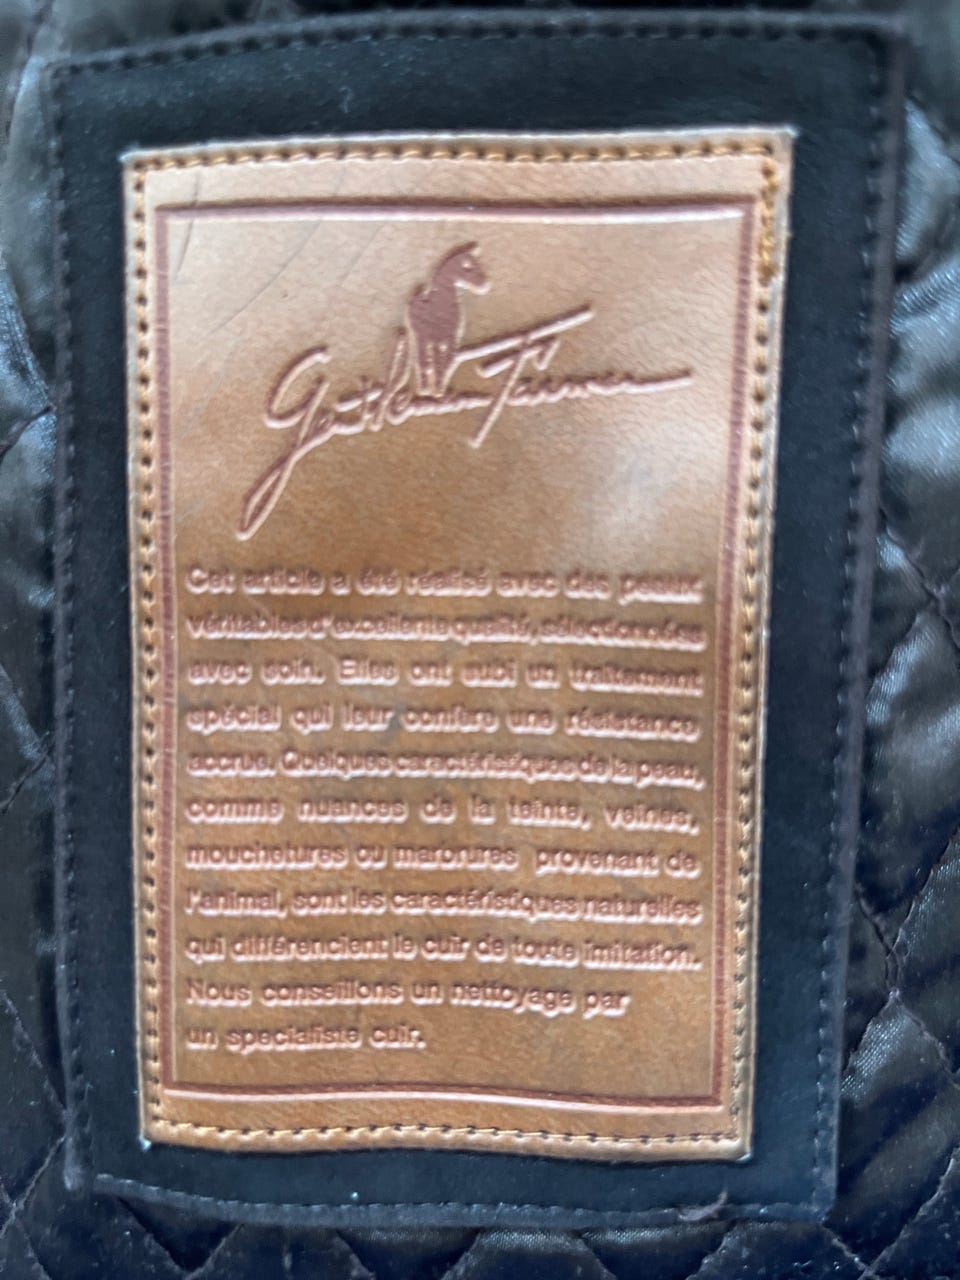 Gentleman Farmer
Cet article a été réalisé avec des peaux
véritables d'excellente qualité, sélectionnées
avec soin. Elles ont subi un traitement
spécial qui leur confère une résistance
accrue. Quelques caractéristiques de la peau,
comme nuances de la teinte, veines,
mouchetures ou marbrures provenant de
l'animal, sont les caractéristiques naturelles
qui différencient le cuir de toute imitation.
Nous conseillons un nettoyage par
un specialiste cuir.